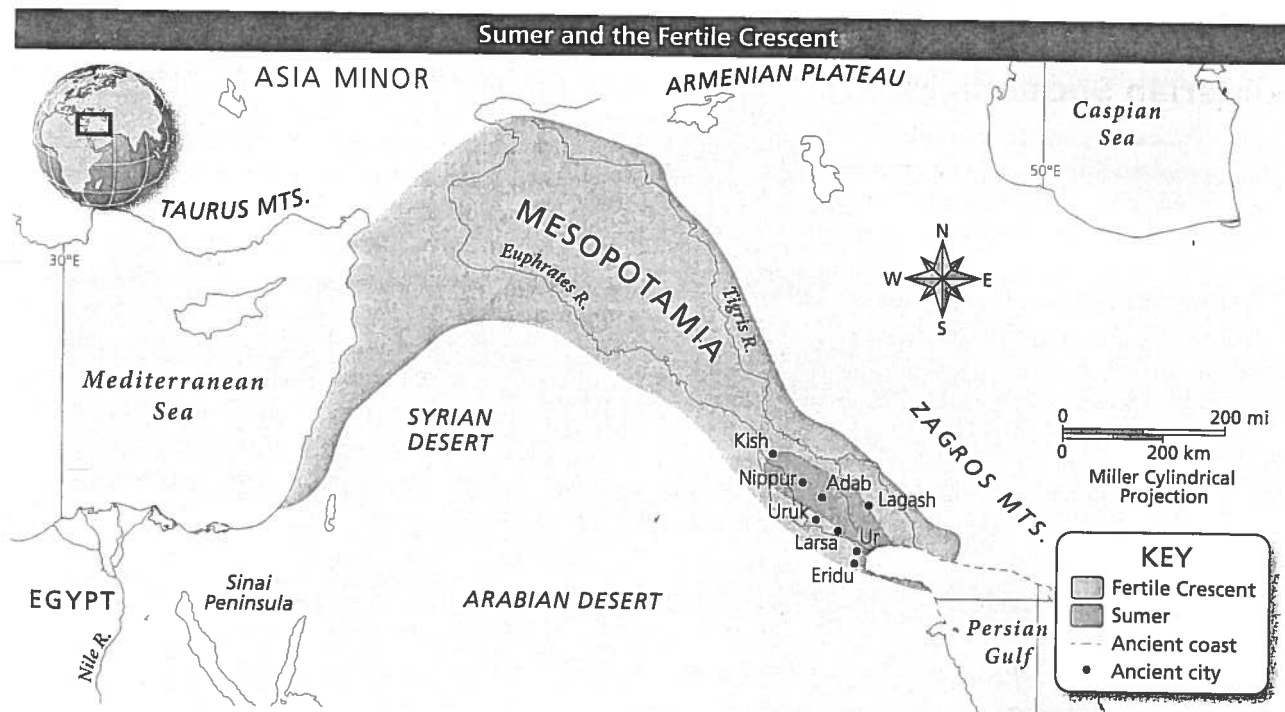 Sumer and the Fertile Crescent
ASIA MINOR
ARMENIAN PLATEAU
Caspian
Sea
50°E
TAURUS MTS.
30°E
MESOPOTAMIA
Euphrates R.
Tigris R.
N
W
E
S
Mediterranean
Sea
SYRIAN
DESERT
ZAGROS MTS.
0
200 mi
0
200 km
Miller Cylindrical
Projection
Kish
Nippur
Adab
Lagash
Uruk
Larsa
Ur
Eridu
EGYPT
Nile R.
Sinai
Peninsula
ARABIAN DESERT
Persian
Gulf
KEY
Fertile Crescent
Sumer
Ancient coast
Ancient city